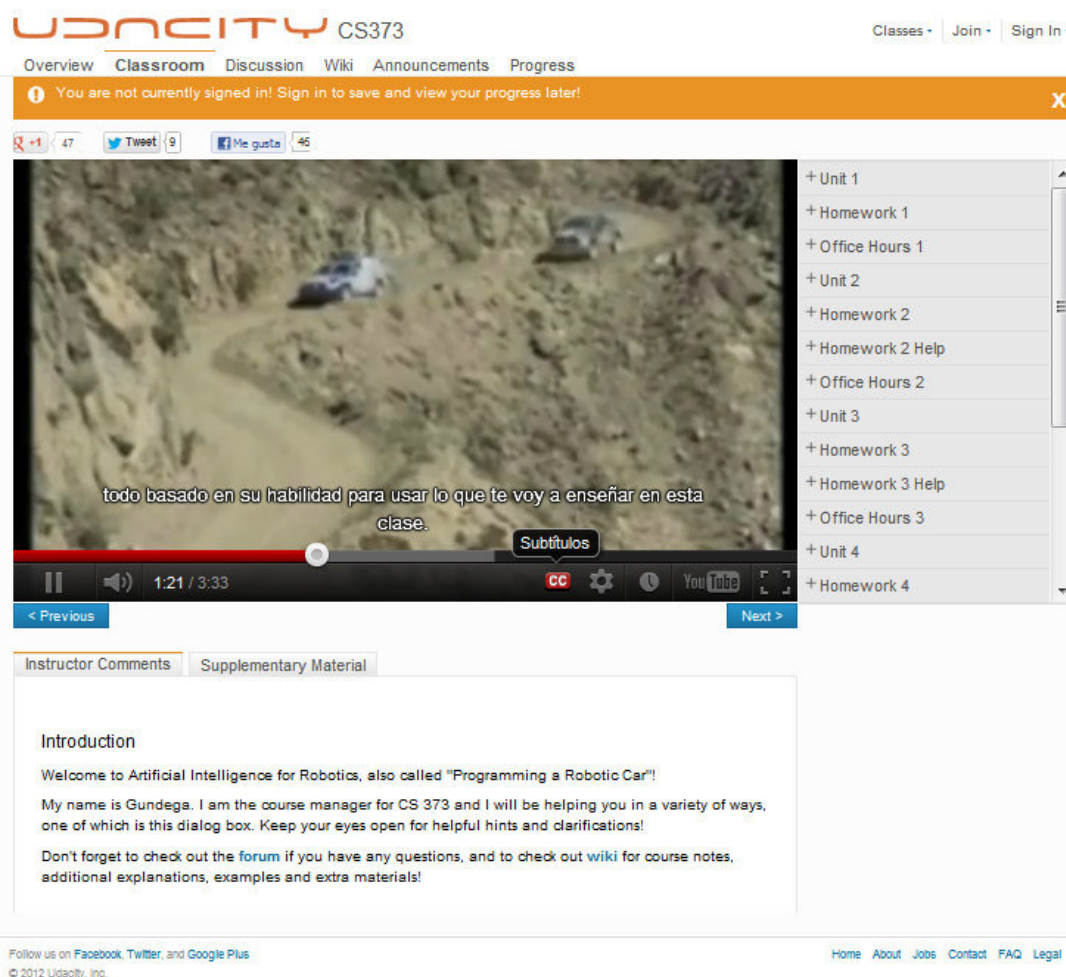 UDACITY CS373
Classes Join Sign In
Overview Classroom Discussion Wiki Announcements Progress
You are not currently signed in! Sign in to save and view your progress later!
X
g +1 47 Tweet 9 Me gusta 46
+ Unit 1
+ Homework 1
+ Office Hours 1
+ Unit 2
+ Homework 2
+ Homework 2 Help
+ Office Hours 2
+ Unit 3
+ Homework 3
+ Homework 3 Help
+ Office Hours 3
+ Unit 4
+ Homework 4
todo basado en su habilidad para usar lo que te voy a enseñar en esta
clase.
Subtítulos
1:21 / 3:33 CC YouTube
< Previous Next >
Instructor Comments Supplementary Material
Introduction
Welcome to Artificial Intelligence for Robotics, also called "Programming a Robotic Car"!
My name is Gundega. I am the course manager for CS 373 and I will be helping you in a variety of ways,
one of which is this dialog box. Keep your eyes open for helpful hints and clarifications!
Don't forget to check out the forum if you have any questions, and to check out wiki for course notes,
additional explanations, examples and extra materials!
Follow us on Facebook, Twitter, and Google Plus
Home About Jobs Contact FAQ Legal
© 2012 Udacity, Inc.